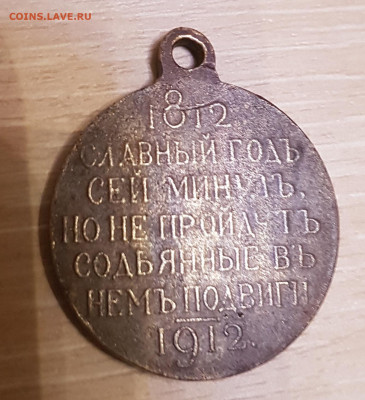 COINS.LAVE.RU
1812
СЛАВНЫЙ ГОДЪ
СЕЙ МИНУЛЪ,
НО НЕ ПРОЙДУТЪ
СОДѢЯННЫЕ ВЪ
НЕМЪ ПОДВИГИ
1912.